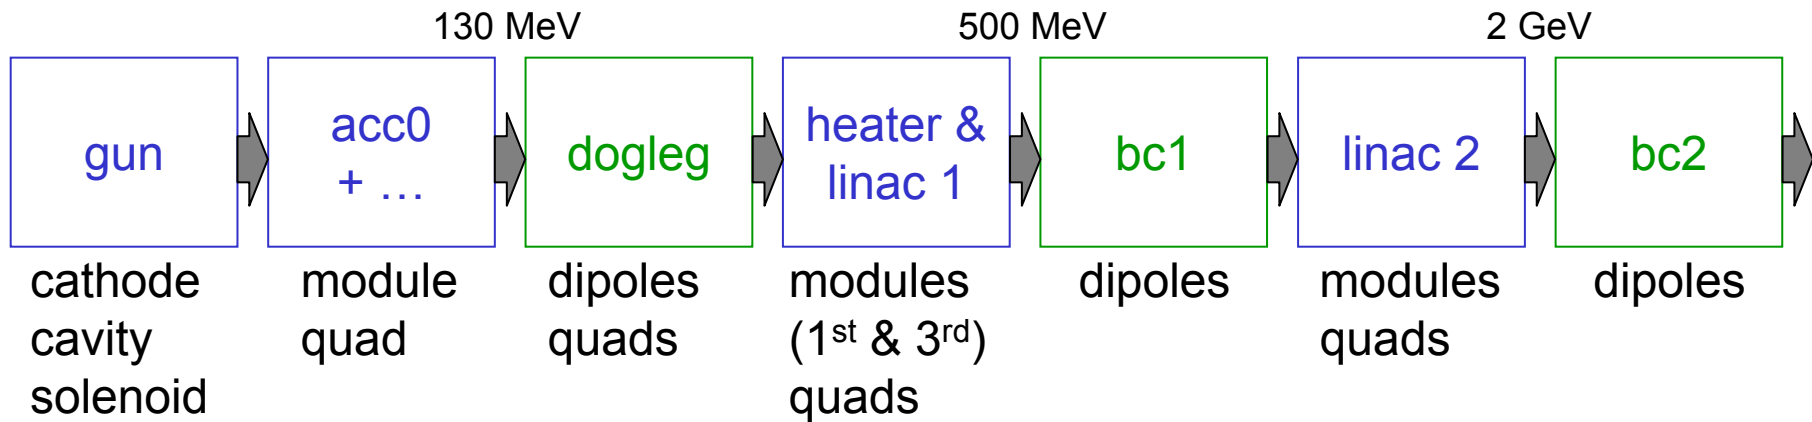 130 MeV
500 MeV
2 GeV
gun
acc0
+ …
dogleg
heater &
linac 1
bc1
linac 2
bc2
cathode
cavity
solenoid
module
quad
dipoles
quads
modules
(1st & 3rd)
quads
dipoles
modules
quads
dipoles